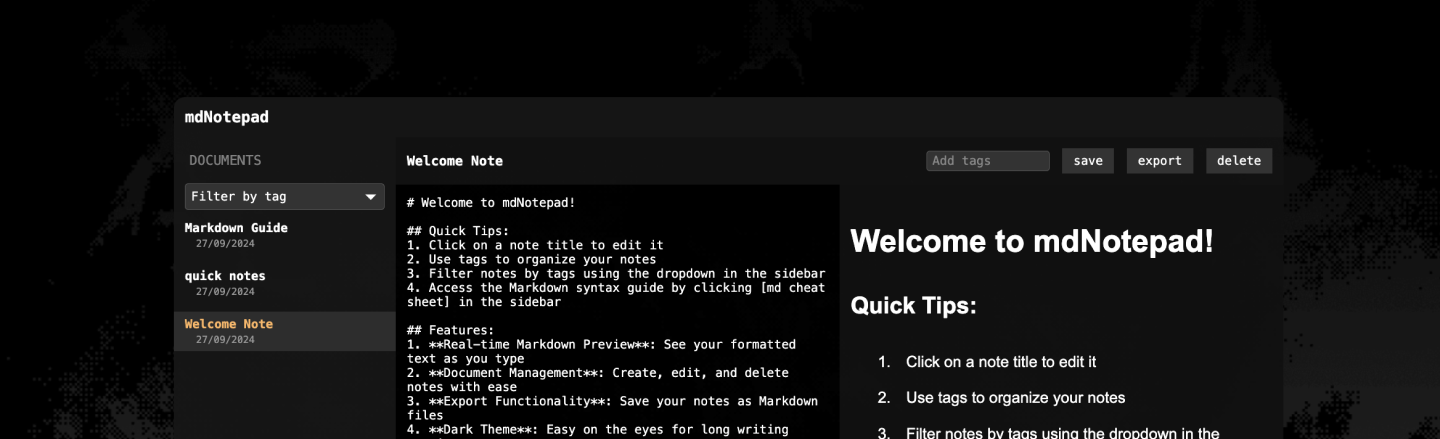 mdNotepad
DOCUMENTS
Filter by tag
Markdown Guide
27/09/2024
quick notes
27/09/2024
Welcome Note
27/09/2024
Welcome Note
Add tags
save
export
delete
# Welcome to mdNotepad!
## Quick Tips:
1. Click on a note title to edit it
2. Use tags to organize your notes
3. Filter notes by tags using the dropdown in the sidebar
4. Access the Markdown syntax guide by clicking [md cheat
sheet] in the sidebar
## Features:
1. **Real-time Markdown Preview**: See your formatted
text as you type
2. **Document Management**: Create, edit, and delete
notes with ease
3. **Export Functionality**: Save your notes as Markdown
files
4. **Dark Theme**: Easy on the eyes for long writing
Welcome to mdNotepad!
Quick Tips:
1. Click on a note title to edit it
2. Use tags to organize your notes
3. Filter notes by tags using the dropdown in the